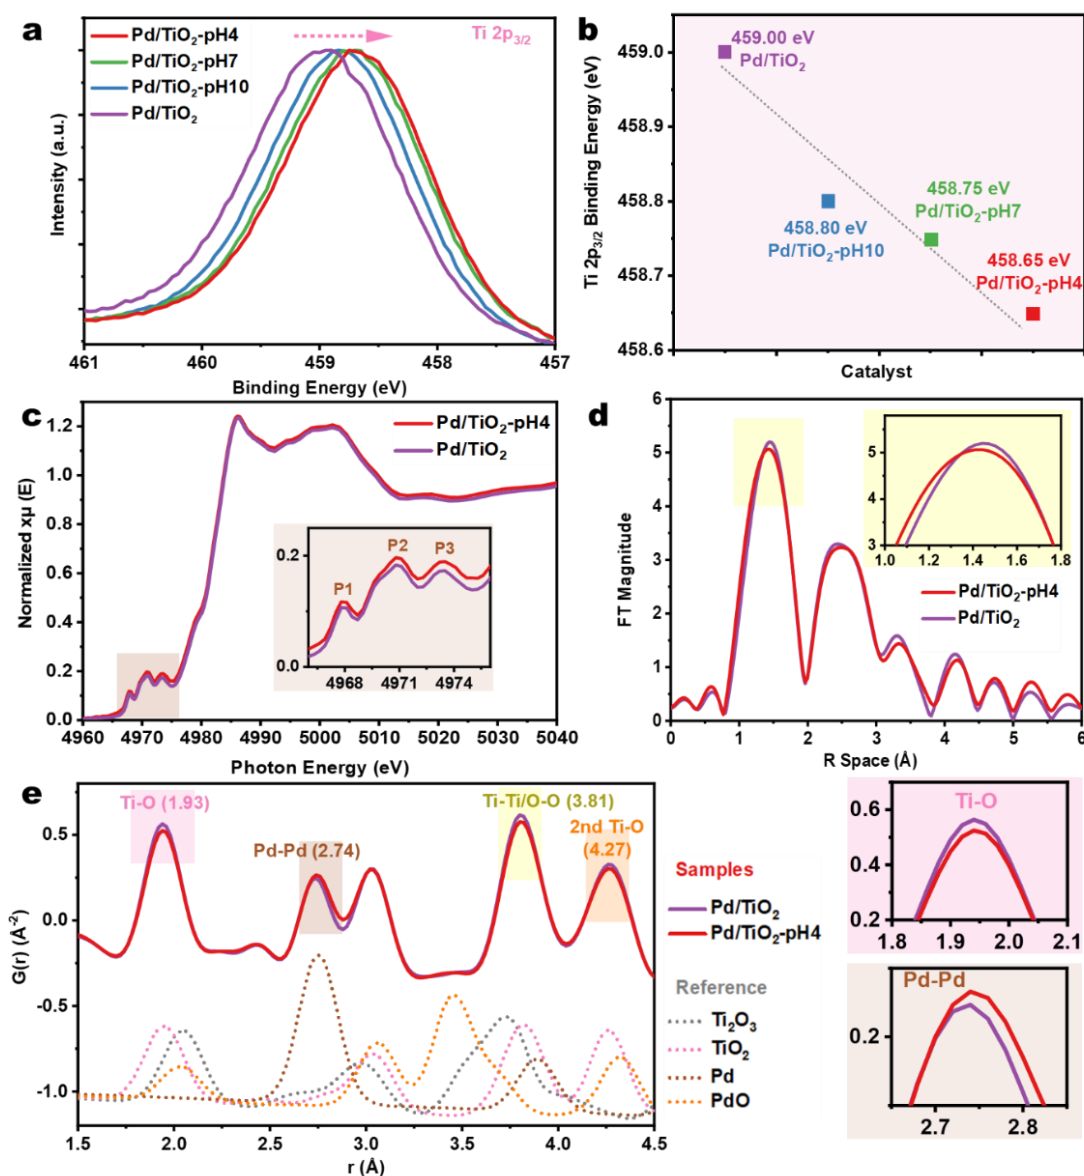 a
Pd/TiO₂-pH4
Pd/TiO₂-pH7
Pd/TiO₂-pH10
Pd/TiO₂
Ti 2p₃/₂
Intensity (a.u.)
461 460 459 458 457
Binding Energy (eV)
b
459.00 eV
Pd/TiO₂
458.75 eV
Pd/TiO₂-pH7
458.80 eV
Pd/TiO₂-pH10
458.65 eV
Pd/TiO₂-pH4
Ti 2p₃/₂ Binding Energy (eV)
459.0
458.9
458.8
458.7
458.6
Catalyst
c
Pd/TiO₂-pH4
Pd/TiO₂
Normalized xμ (E)
1.2
1.0
0.8
0.6
0.4
0.2
0.0
P1 P2 P3
0.2
0.0
4968 4971 4974
4960 4970 4980 4990 5000 5010 5020 5030 5040
Photon Energy (eV)
d
FT Magnitude
6
5
4
3
2
1
0
5
4
3
1.0 1.2 1.4 1.6 1.8
Pd/TiO₂-pH4
Pd/TiO₂
0 1 2 3 4 5 6
R Space (Å)
e
Ti-O (1.93)
Pd-Pd (2.74)
Ti-Ti/O-O (3.81)
2nd Ti-O
(4.27)
G(r) (Å⁻²)
0.5
0.0
-0.5
-1.0
1.5 2.0 2.5 3.0 3.5 4.0 4.5
r (Å)
Samples
Pd/TiO₂
Pd/TiO₂-pH4
Reference
Ti₂O₃
TiO₂
Pd
PdO
Ti-O
0.6
0.4
0.2
1.8 1.9 2.0 2.1
Pd-Pd
0.2
2.7 2.8